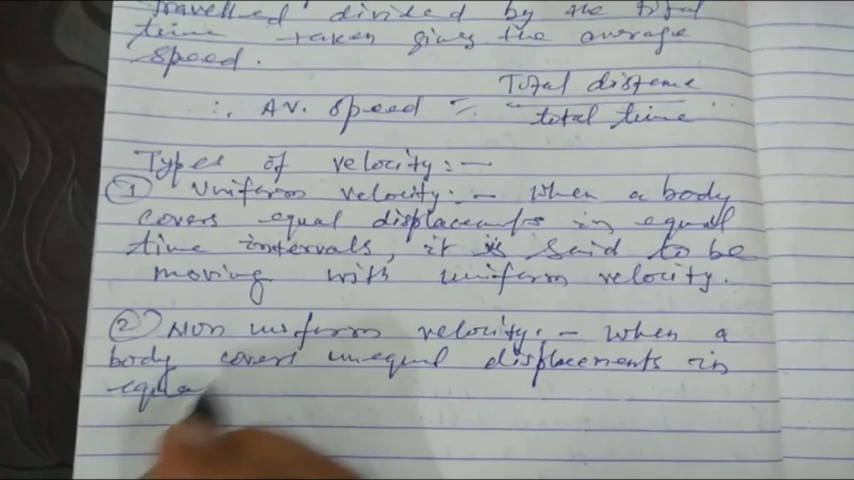 travelled divided by the total
time taken gives the average
speed.
∴ Av. speed = Total distance
total time
Types of velocity:-
① Uniform velocity:- When a body
covers equal displacements in equal
time intervals, it is said to be
moving with uniform velocity.
② Non uniform velocity:- When a
body covers unequal displacements in
equa